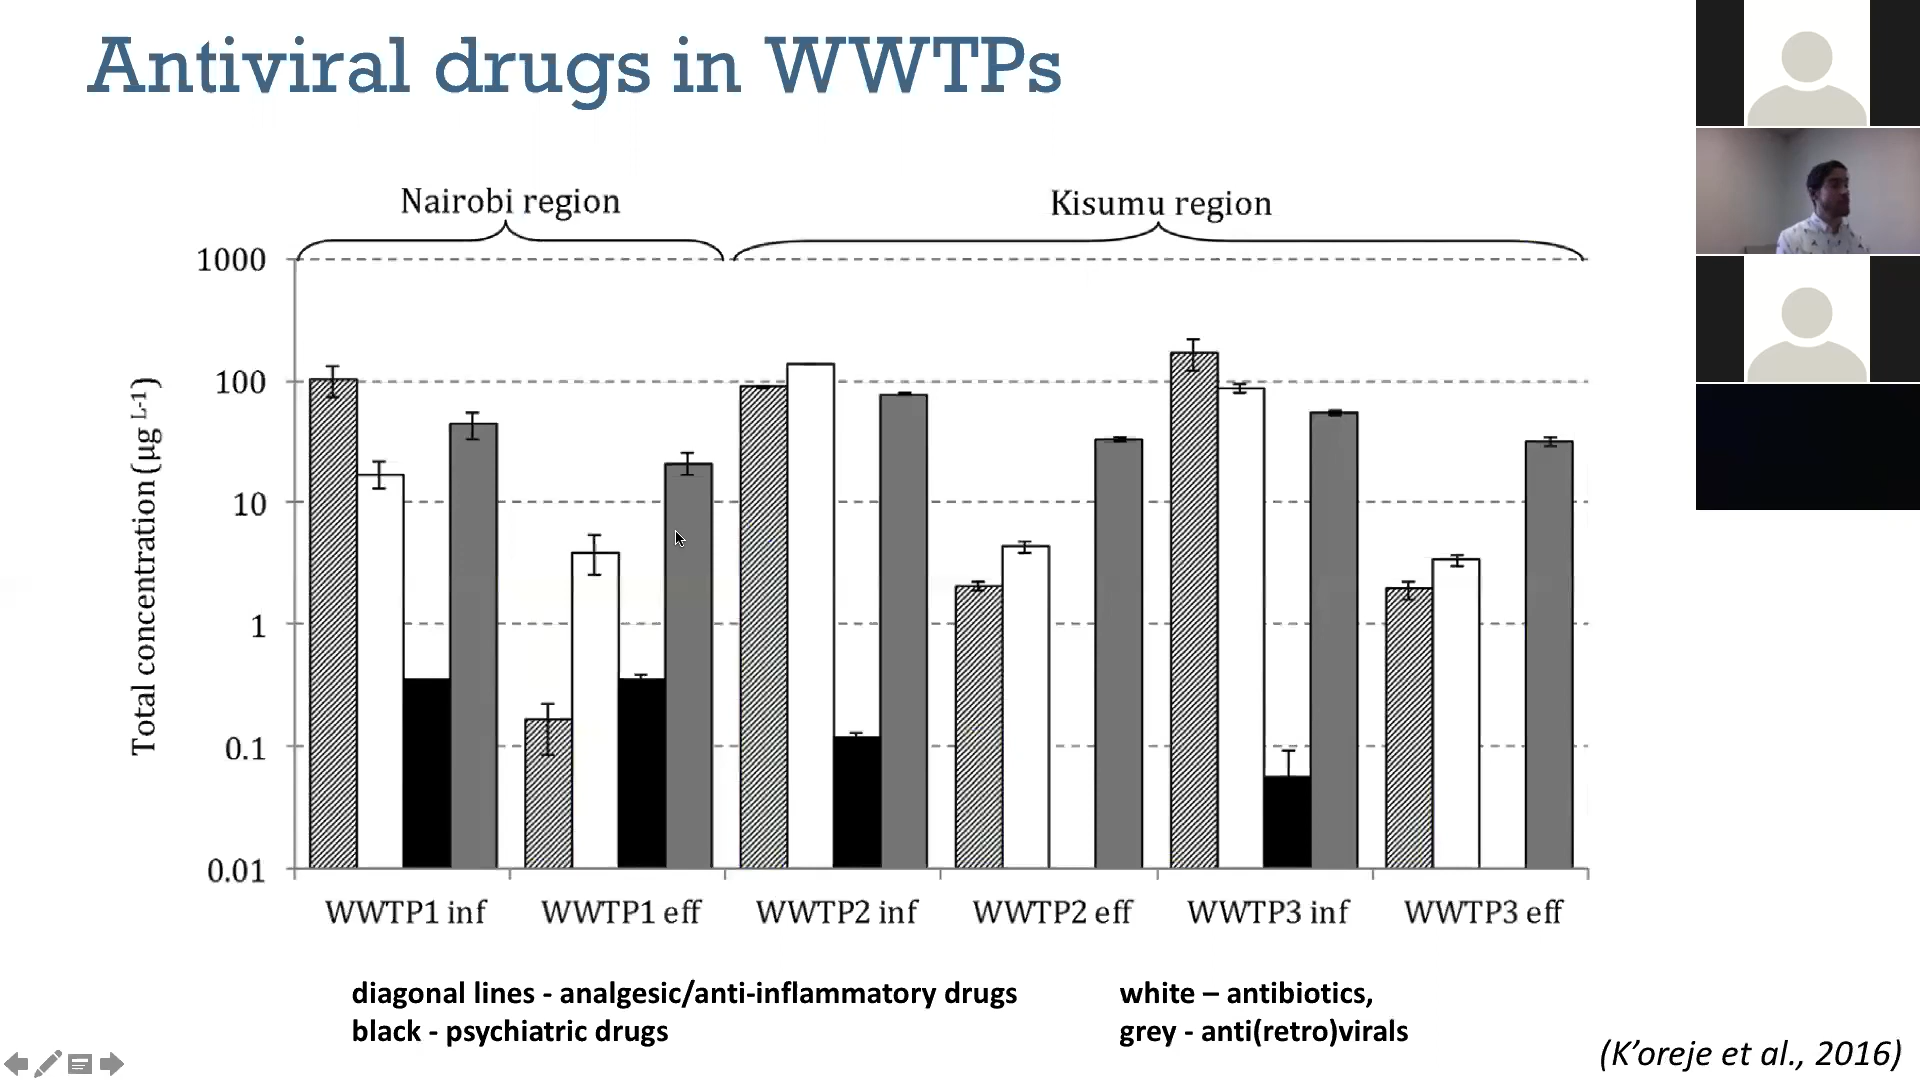 Antiviral drugs in WWTPs
Nairobi region
Kisumu region
1000
100
10
1
0.1
0.01
Total concentration (µg L-1)
WWTP1 inf
WWTP1 eff
WWTP2 inf
WWTP2 eff
WWTP3 inf
WWTP3 eff
diagonal lines - analgesic/anti-inflammatory drugs
black - psychiatric drugs
white – antibiotics,
grey - anti(retro)virals
(K’oreje et al., 2016)